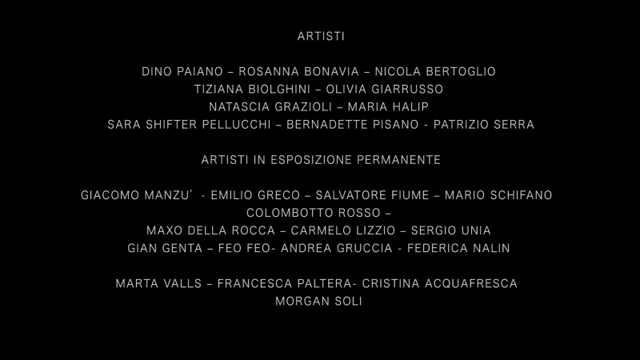 ARTISTI
DINO PAIANO – ROSANNA BONAVIA – NICOLA BERTOGLIO
TIZIANA BIOLGHINI – OLIVIA GIARRUSSO
NATASCIA GRAZIOLI – MARIA HALIP
SARA SHIFTER PELLUCCHI – BERNADETTE PISANO - PATRIZIO SERRA
ARTISTI IN ESPOSIZIONE PERMANENTE
GIACOMO MANZU’ - EMILIO GRECO – SALVATORE FIUME – MARIO SCHIFANO
COLOMBOTTO ROSSO –
MAXO DELLA ROCCA – CARMELO LIZZIO – SERGIO UNIA
GIAN GENTA – FEO FEO- ANDREA GRUCCIA - FEDERICA NALIN
MARTA VALLS – FRANCESCA PALTERA- CRISTINA ACQUAFRESCA
MORGAN SOLI